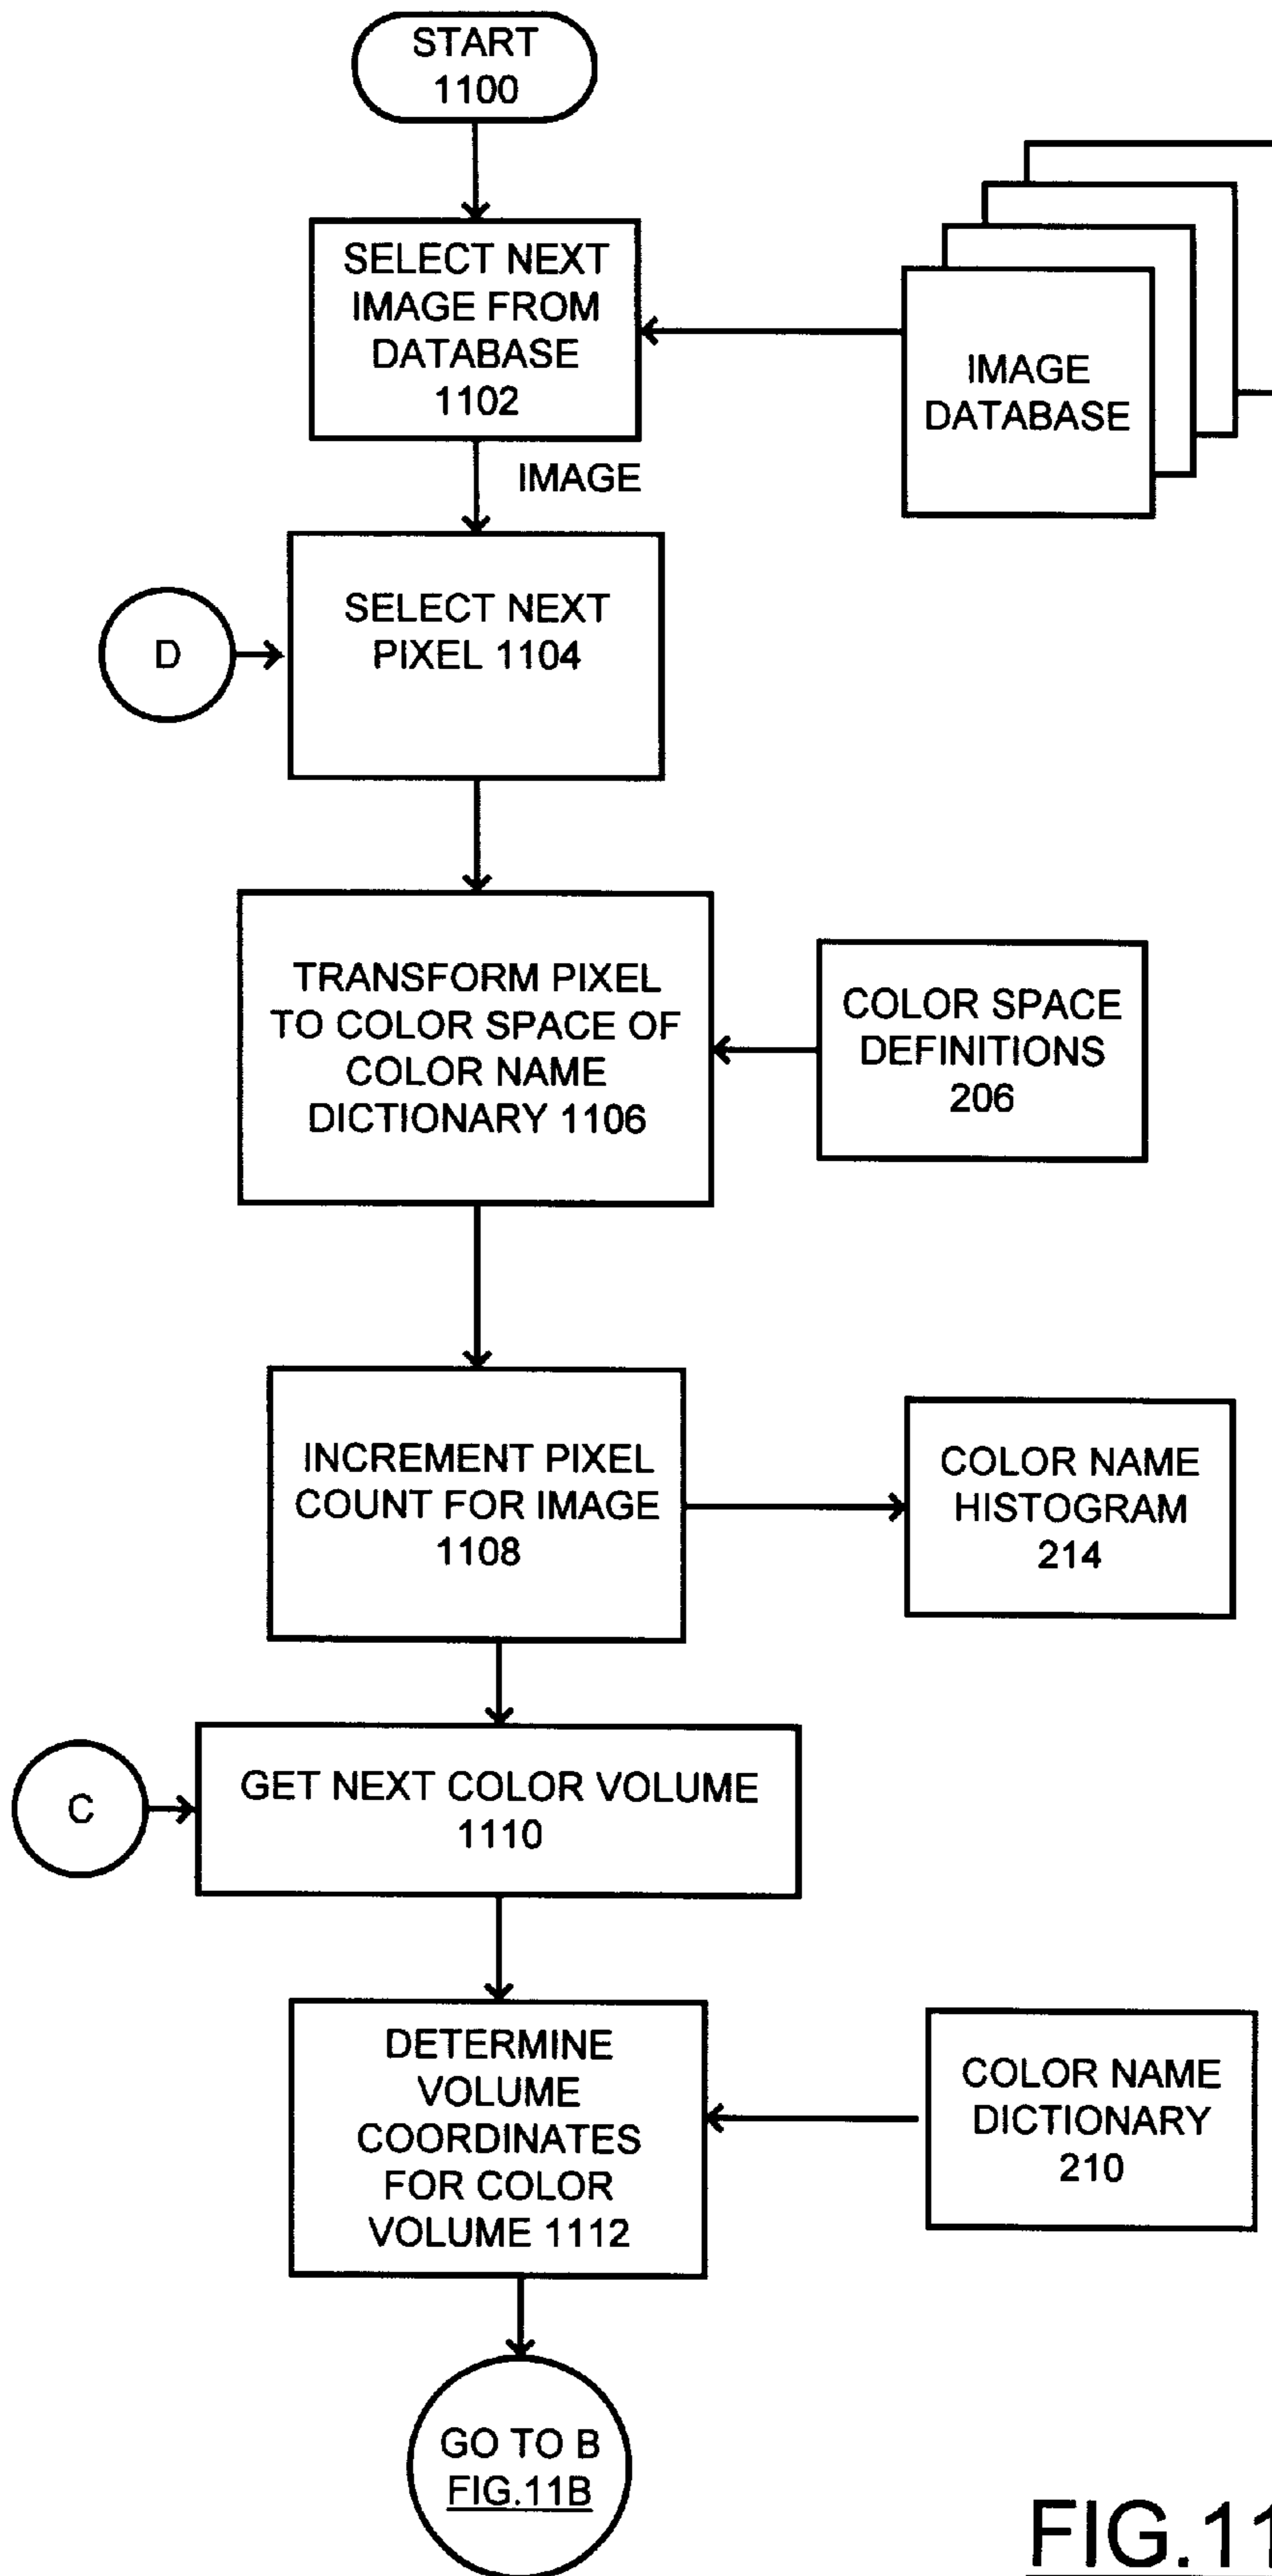 START
1100
SELECT NEXT
IMAGE FROM
DATABASE
1102
IMAGE
DATABASE
IMAGE
D
SELECT NEXT
PIXEL 1104
TRANSFORM PIXEL
TO COLOR SPACE OF
COLOR NAME
DICTIONARY 1106
COLOR SPACE
DEFINITIONS
206
INCREMENT PIXEL
COUNT FOR IMAGE
1108
COLOR NAME
HISTOGRAM
214
C
GET NEXT COLOR VOLUME
1110
DETERMINE
VOLUME
COORDINATES
FOR COLOR
VOLUME 1112
COLOR NAME
DICTIONARY
210
GO TO B
FIG.11B
FIG.11